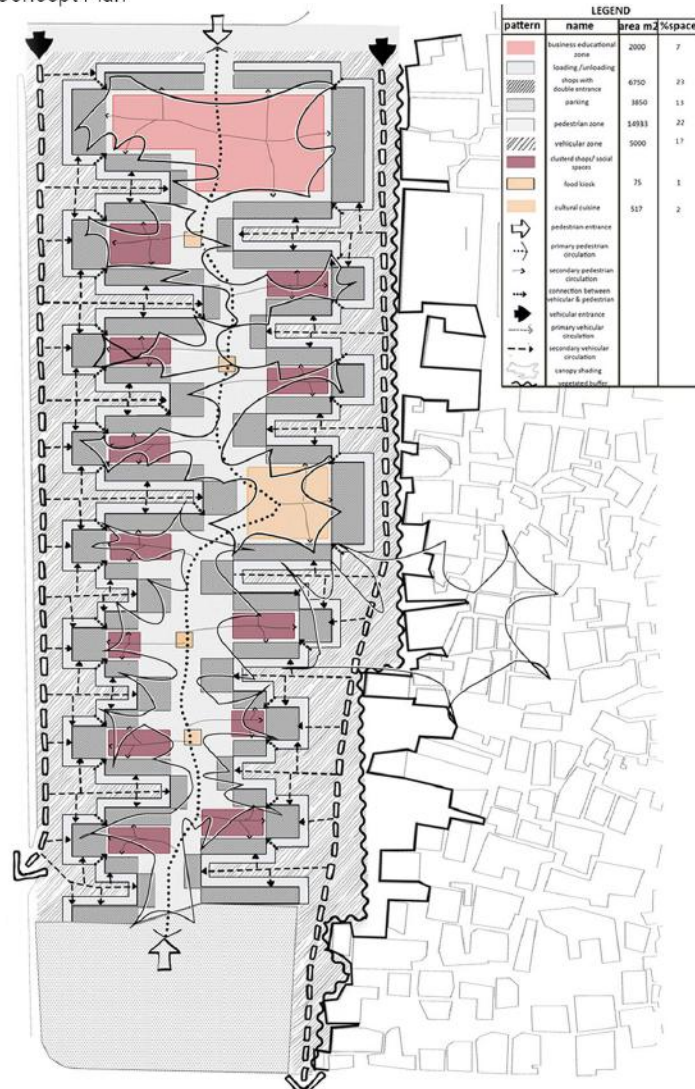 Concept Plan
LEGEND
pattern name area m2 %space
business educational zone 2000 7
loading /unloading
shops with double entrance 6750 23
parking 3850 13
pedestrian zone 14933 22
vehicular zone 5000 17
clusterd shops/ social spaces
food kiosk 75 1
cultural cuisine 517 2
pedestrian entrance
primary pedestrian circulation
secondary pedestrian circulation
connection between vehicular & pedestrian
vehicular entrance
primary vehicular circulation
secondary vehicular circulation
canopy shading
vegetated buffer